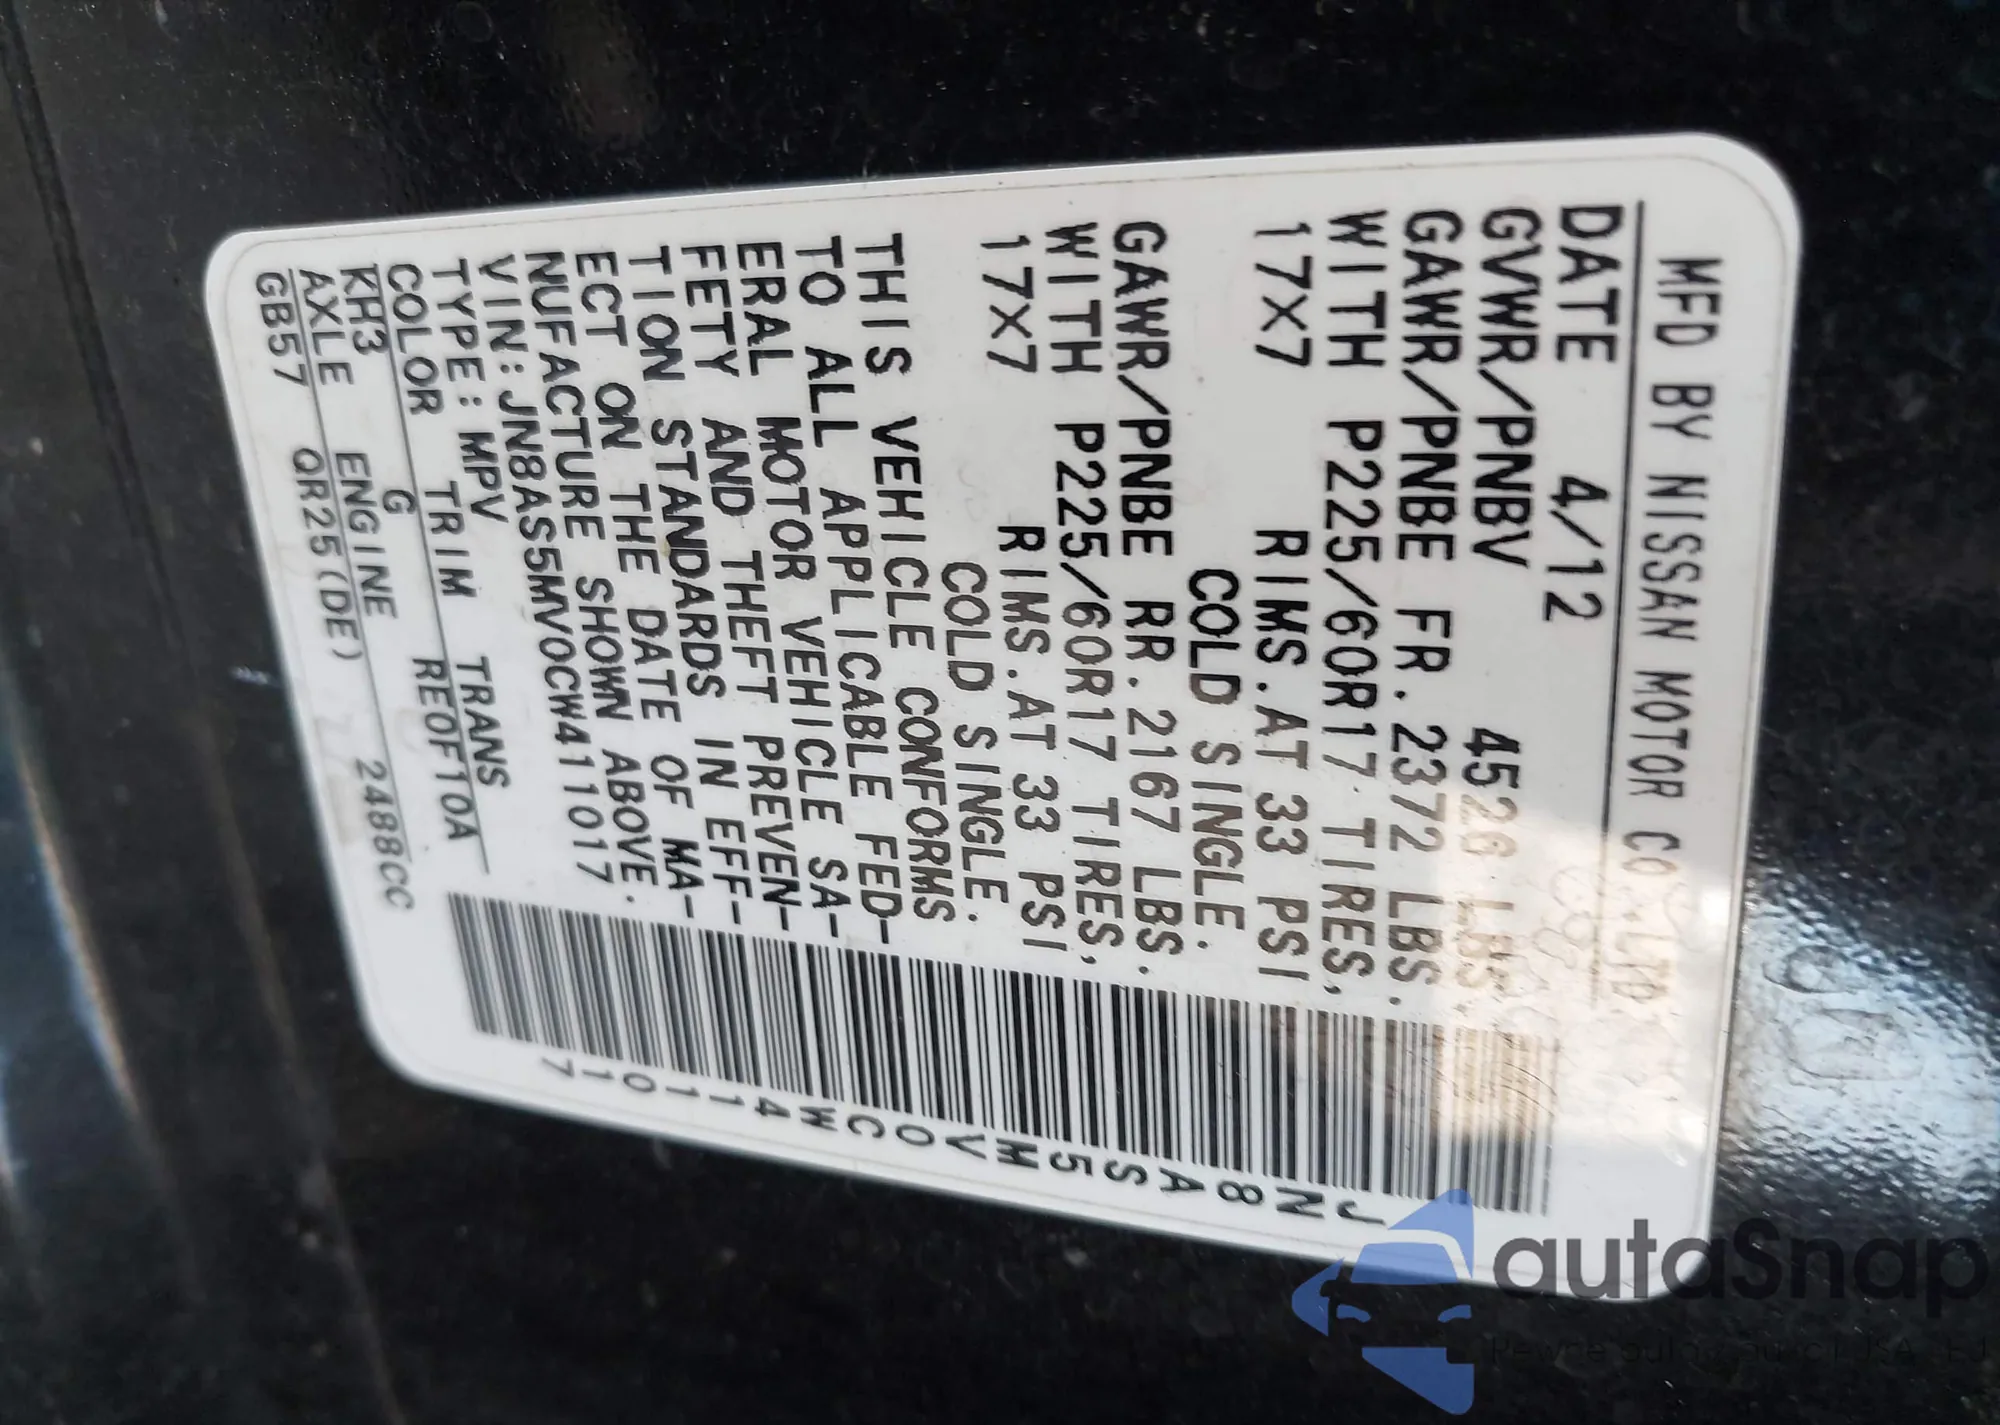 MFD BY NISSAN MOTOR CO.,LTD.
DATE 4/12
GVWR/PNBV 4526 LBS.
GAWR/PNBE FR. 2372 LBS.
WITH P225/60R17 TIRES,
17X7 RIMS.AT 33 PSI
COLD SINGLE.
GAWR/PNBE RR. 2167 LBS.
WITH P225/60R17 TIRES,
17X7 RIMS.AT 33 PSI
COLD SINGLE.
THIS VEHICLE CONFORMS
TO ALL APPLICABLE FED-
ERAL MOTOR VEHICLE SA-
FETY AND THEFT PREVEN-
TION STANDARDS IN EFF-
ECT ON THE DATE OF MA-
NUFACTURE SHOWN ABOVE.
VIN:JN8AS5MV0CW411017
TYPE:MPV
COLOR TRIM TRANS
KH3 G RE0F10A
AXLE ENGINE
GB57 QR25(DE) 2488CC
JN8AS5MV0CW411017
autaSnap